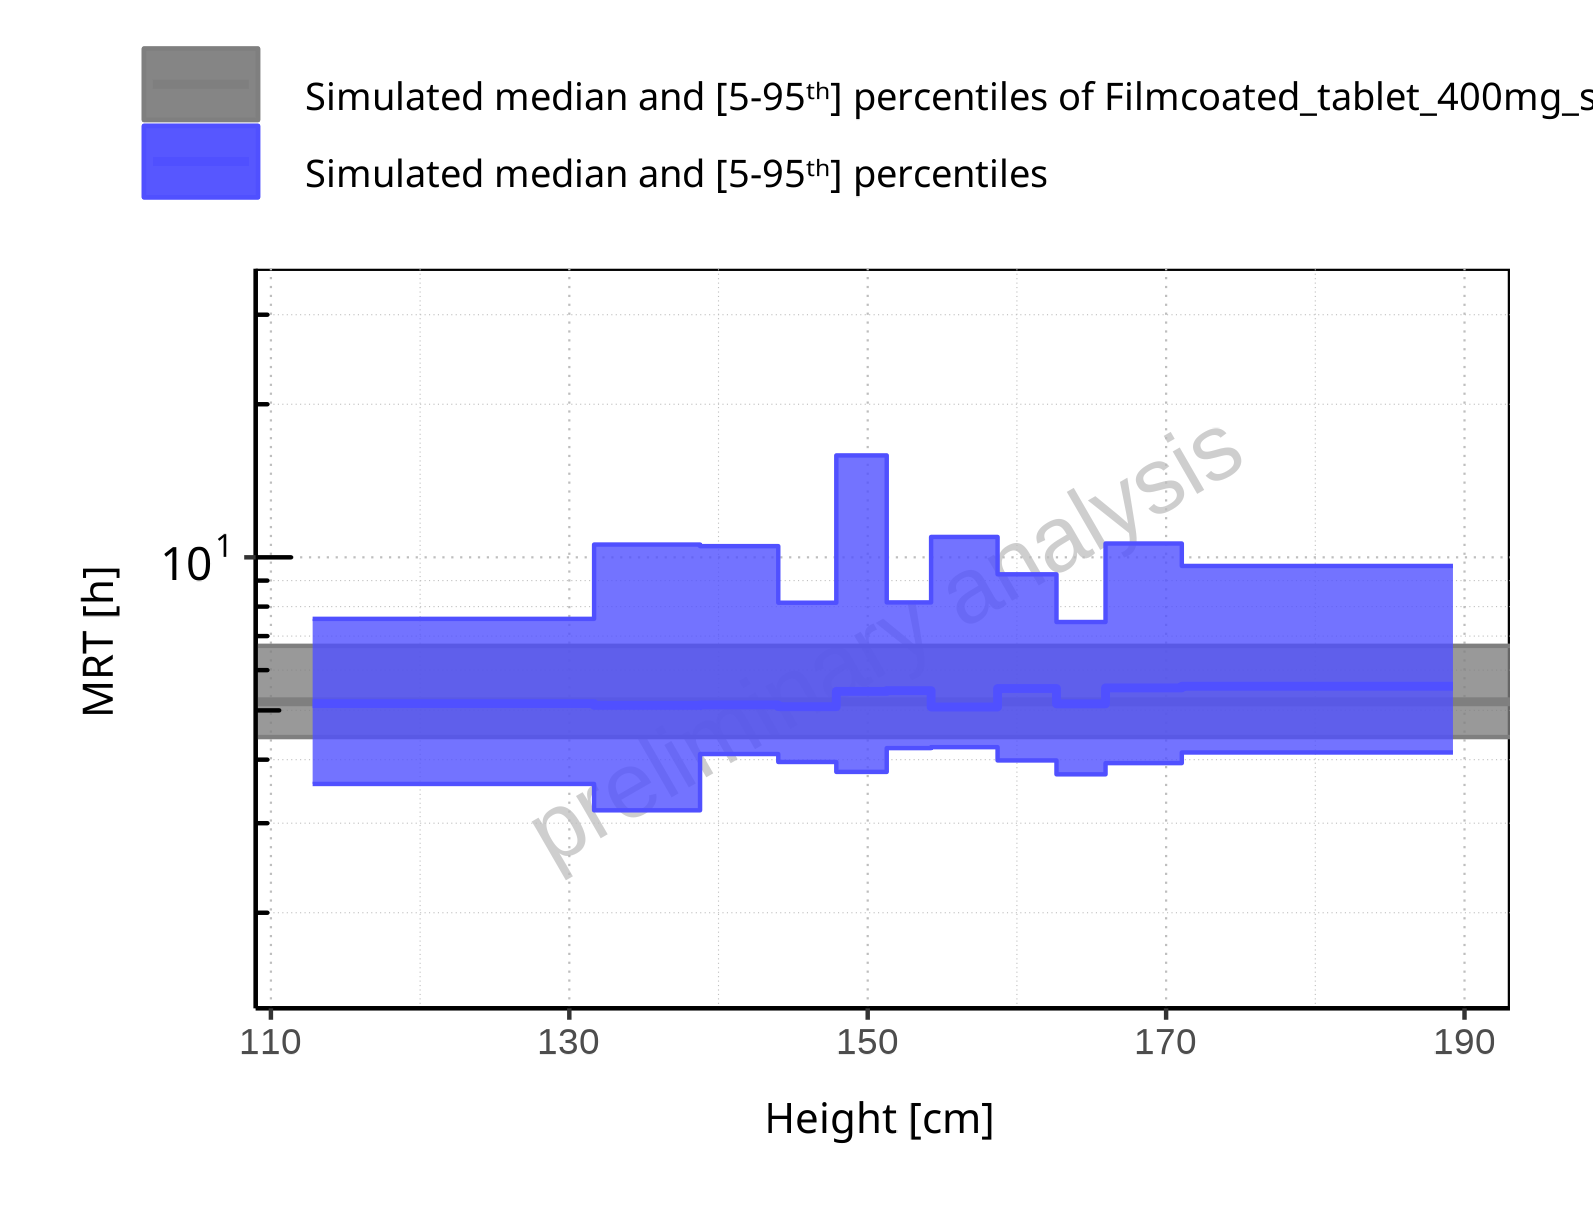 Simulated median and [5-95ᵗʰ] percentiles of Filmcoated_tablet_400mg_s
Simulated median and [5-95ᵗʰ] percentiles
MRT [h]
10¹
preliminary analysis
110 130 150 170 190
Height [cm]